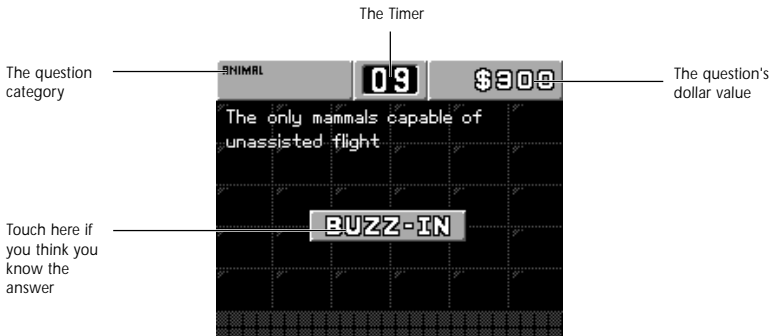 The Timer
The question
category
ANIMAL
09
$300
The question's
dollar value
The only mammals capable of
unassisted flight
Touch here if
you think you
know the
answer
BUZZ-IN